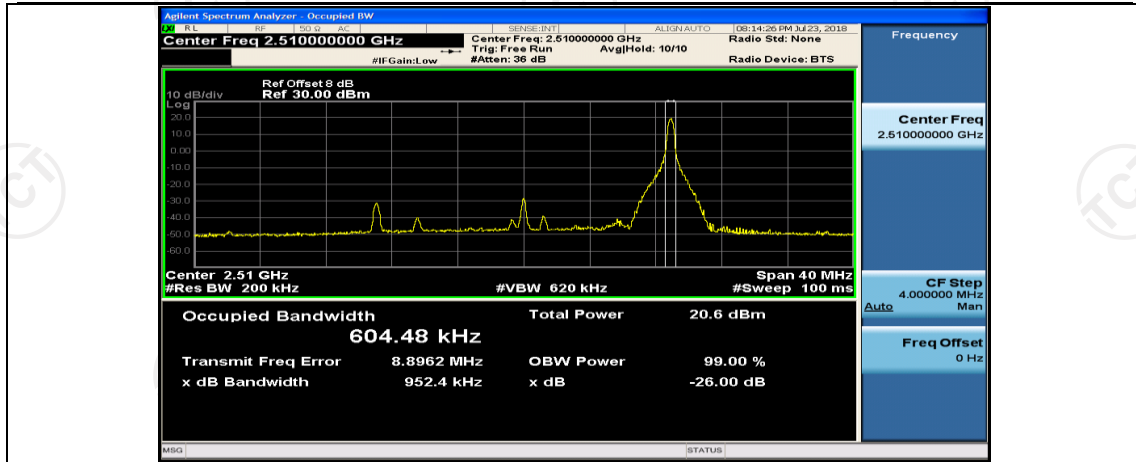 Agilent Spectrum Analyzer - Occupied BW
LXI RL RF 50 Ω AC SENSE:INT ALIGN AUTO 08:14:26 PM Jul 23, 2018
Center Freq 2.510000000 GHz
Center Freq: 2.510000000 GHz
Radio Std: None
Trig: Free Run Avg|Hold: 10/10
#IFGain:Low #Atten: 36 dB Radio Device: BTS
Ref Offset 8 dB
10 dB/div Ref 30.00 dBm
Log
20.0
10.0
0.00
-10.0
-20.0
-30.0
-40.0
-50.0
-60.0
Center 2.51 GHz Span 40 MHz
#Res BW 200 kHz #VBW 620 kHz #Sweep 100 ms
Occupied Bandwidth Total Power 20.6 dBm
604.48 kHz
Transmit Freq Error 8.8962 MHz OBW Power 99.00 %
x dB Bandwidth 952.4 kHz x dB -26.00 dB
MSG STATUS
Frequency
Center Freq
2.510000000 GHz
CF Step
4.000000 MHz
Auto Man
Freq Offset
0 Hz
TCT